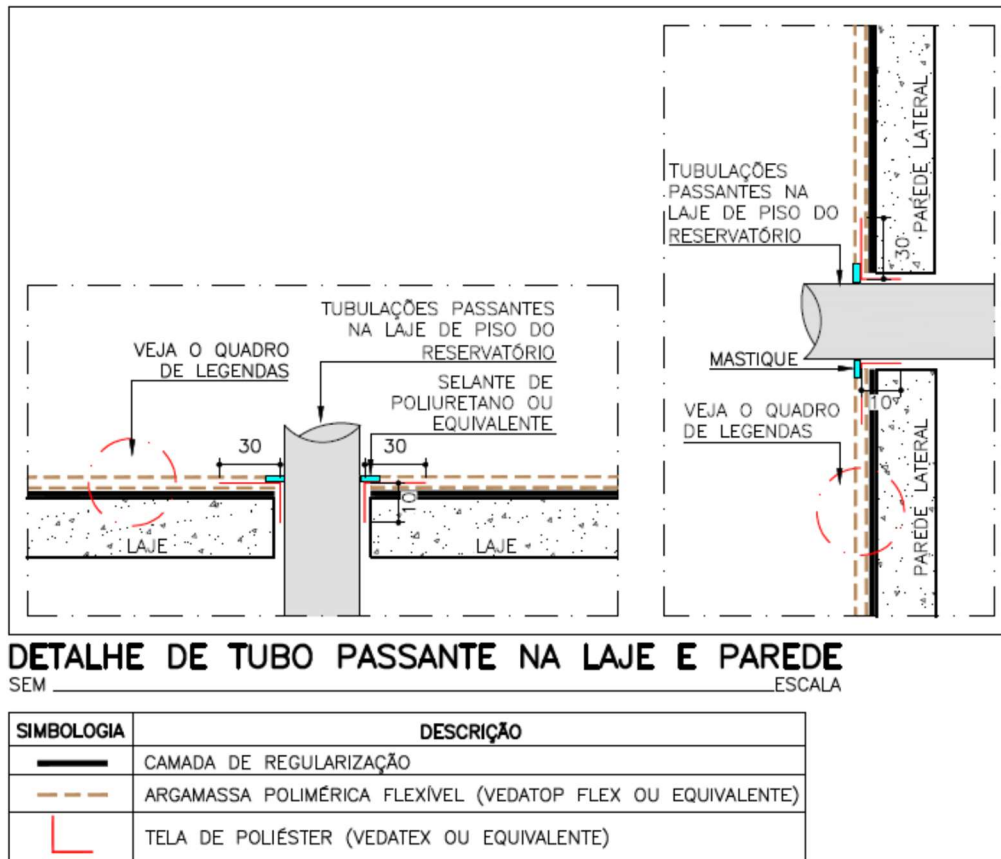 TUBULAÇÕES PASSANTES
NA LAJE DE PISO DO
RESERVATÓRIO
VEJA O QUADRO
DE LEGENDAS
SELANTE DE
POLIURETANO OU
EQUIVALENTE
30
30
10
LAJE
LAJE
TUBULAÇÕES
PASSANTES NA
LAJE DE PISO DO
RESERVATÓRIO
PAREDE LATERAL
30
MASTIQUE
10
VEJA O QUADRO
DE LEGENDAS
PAREDE LATERAL
DETALHE DE TUBO PASSANTE NA LAJE E PAREDE
SEM ESCALA
SIMBOLOGIA DESCRIÇÃO
CAMADA DE REGULARIZAÇÃO
ARGAMASSA POLIMÉRICA FLEXÍVEL (VEDATOP FLEX OU EQUIVALENTE)
TELA DE POLIÉSTER (VEDATEX OU EQUIVALENTE)